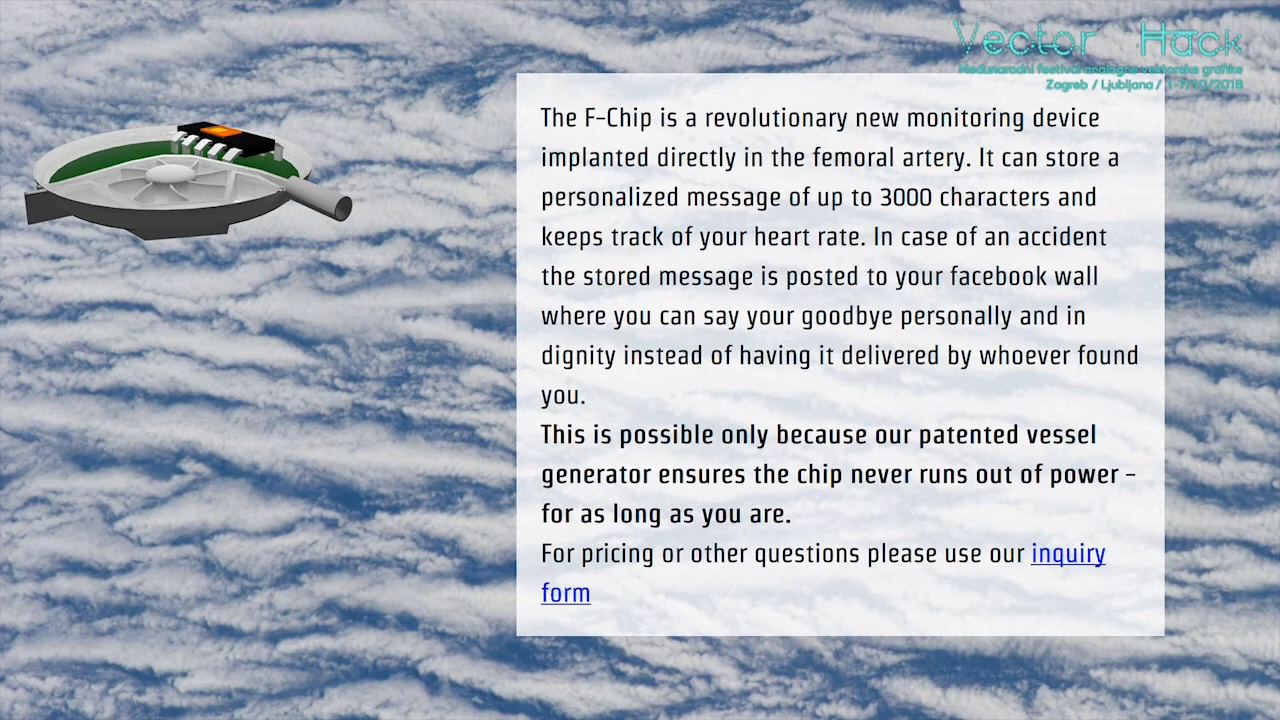 Vector Hack
Međunarodni festival analogne vektorske grafike
Zagreb / Ljubljana / 1-7/10/2018
The F-Chip is a revolutionary new monitoring device
implanted directly in the femoral artery. It can store a
personalized message of up to 3000 characters and
keeps track of your heart rate. In case of an accident
the stored message is posted to your facebook wall
where you can say your goodbye personally and in
dignity instead of having it delivered by whoever found
you.
This is possible only because our patented vessel
generator ensures the chip never runs out of power –
for as long as you are.
For pricing or other questions please use our inquiry
form